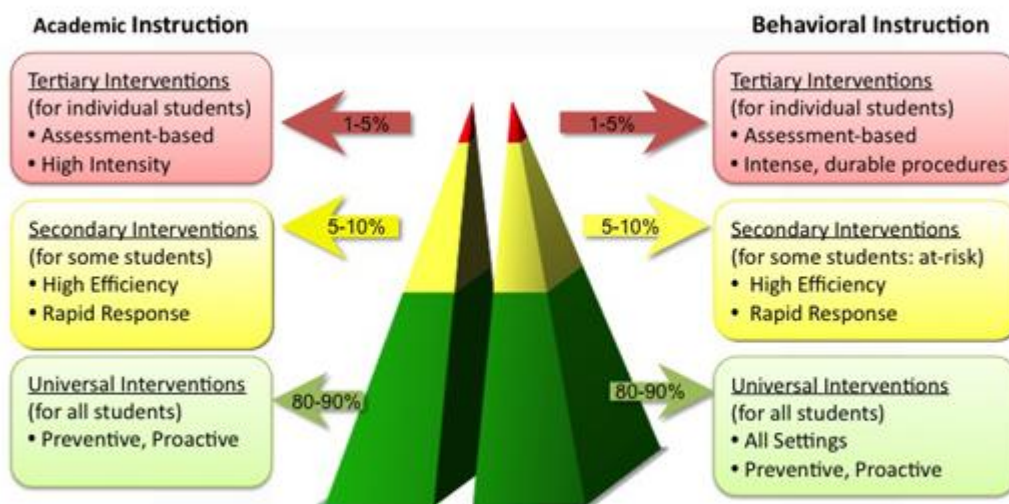 Academic Instruction
Tertiary Interventions
(for individual students)
• Assessment-based
• High Intensity
1-5%
Secondary Interventions
(for some students)
• High Efficiency
• Rapid Response
5-10%
Universal Interventions
(for all students)
• Preventive, Proactive
80-90%
Behavioral Instruction
1-5%
Tertiary Interventions
(for individual students)
• Assessment-based
• Intense, durable procedures
5-10%
Secondary Interventions
(for some students: at-risk)
• High Efficiency
• Rapid Response
80-90%
Universal Interventions
(for all students)
• All Settings
• Preventive, Proactive